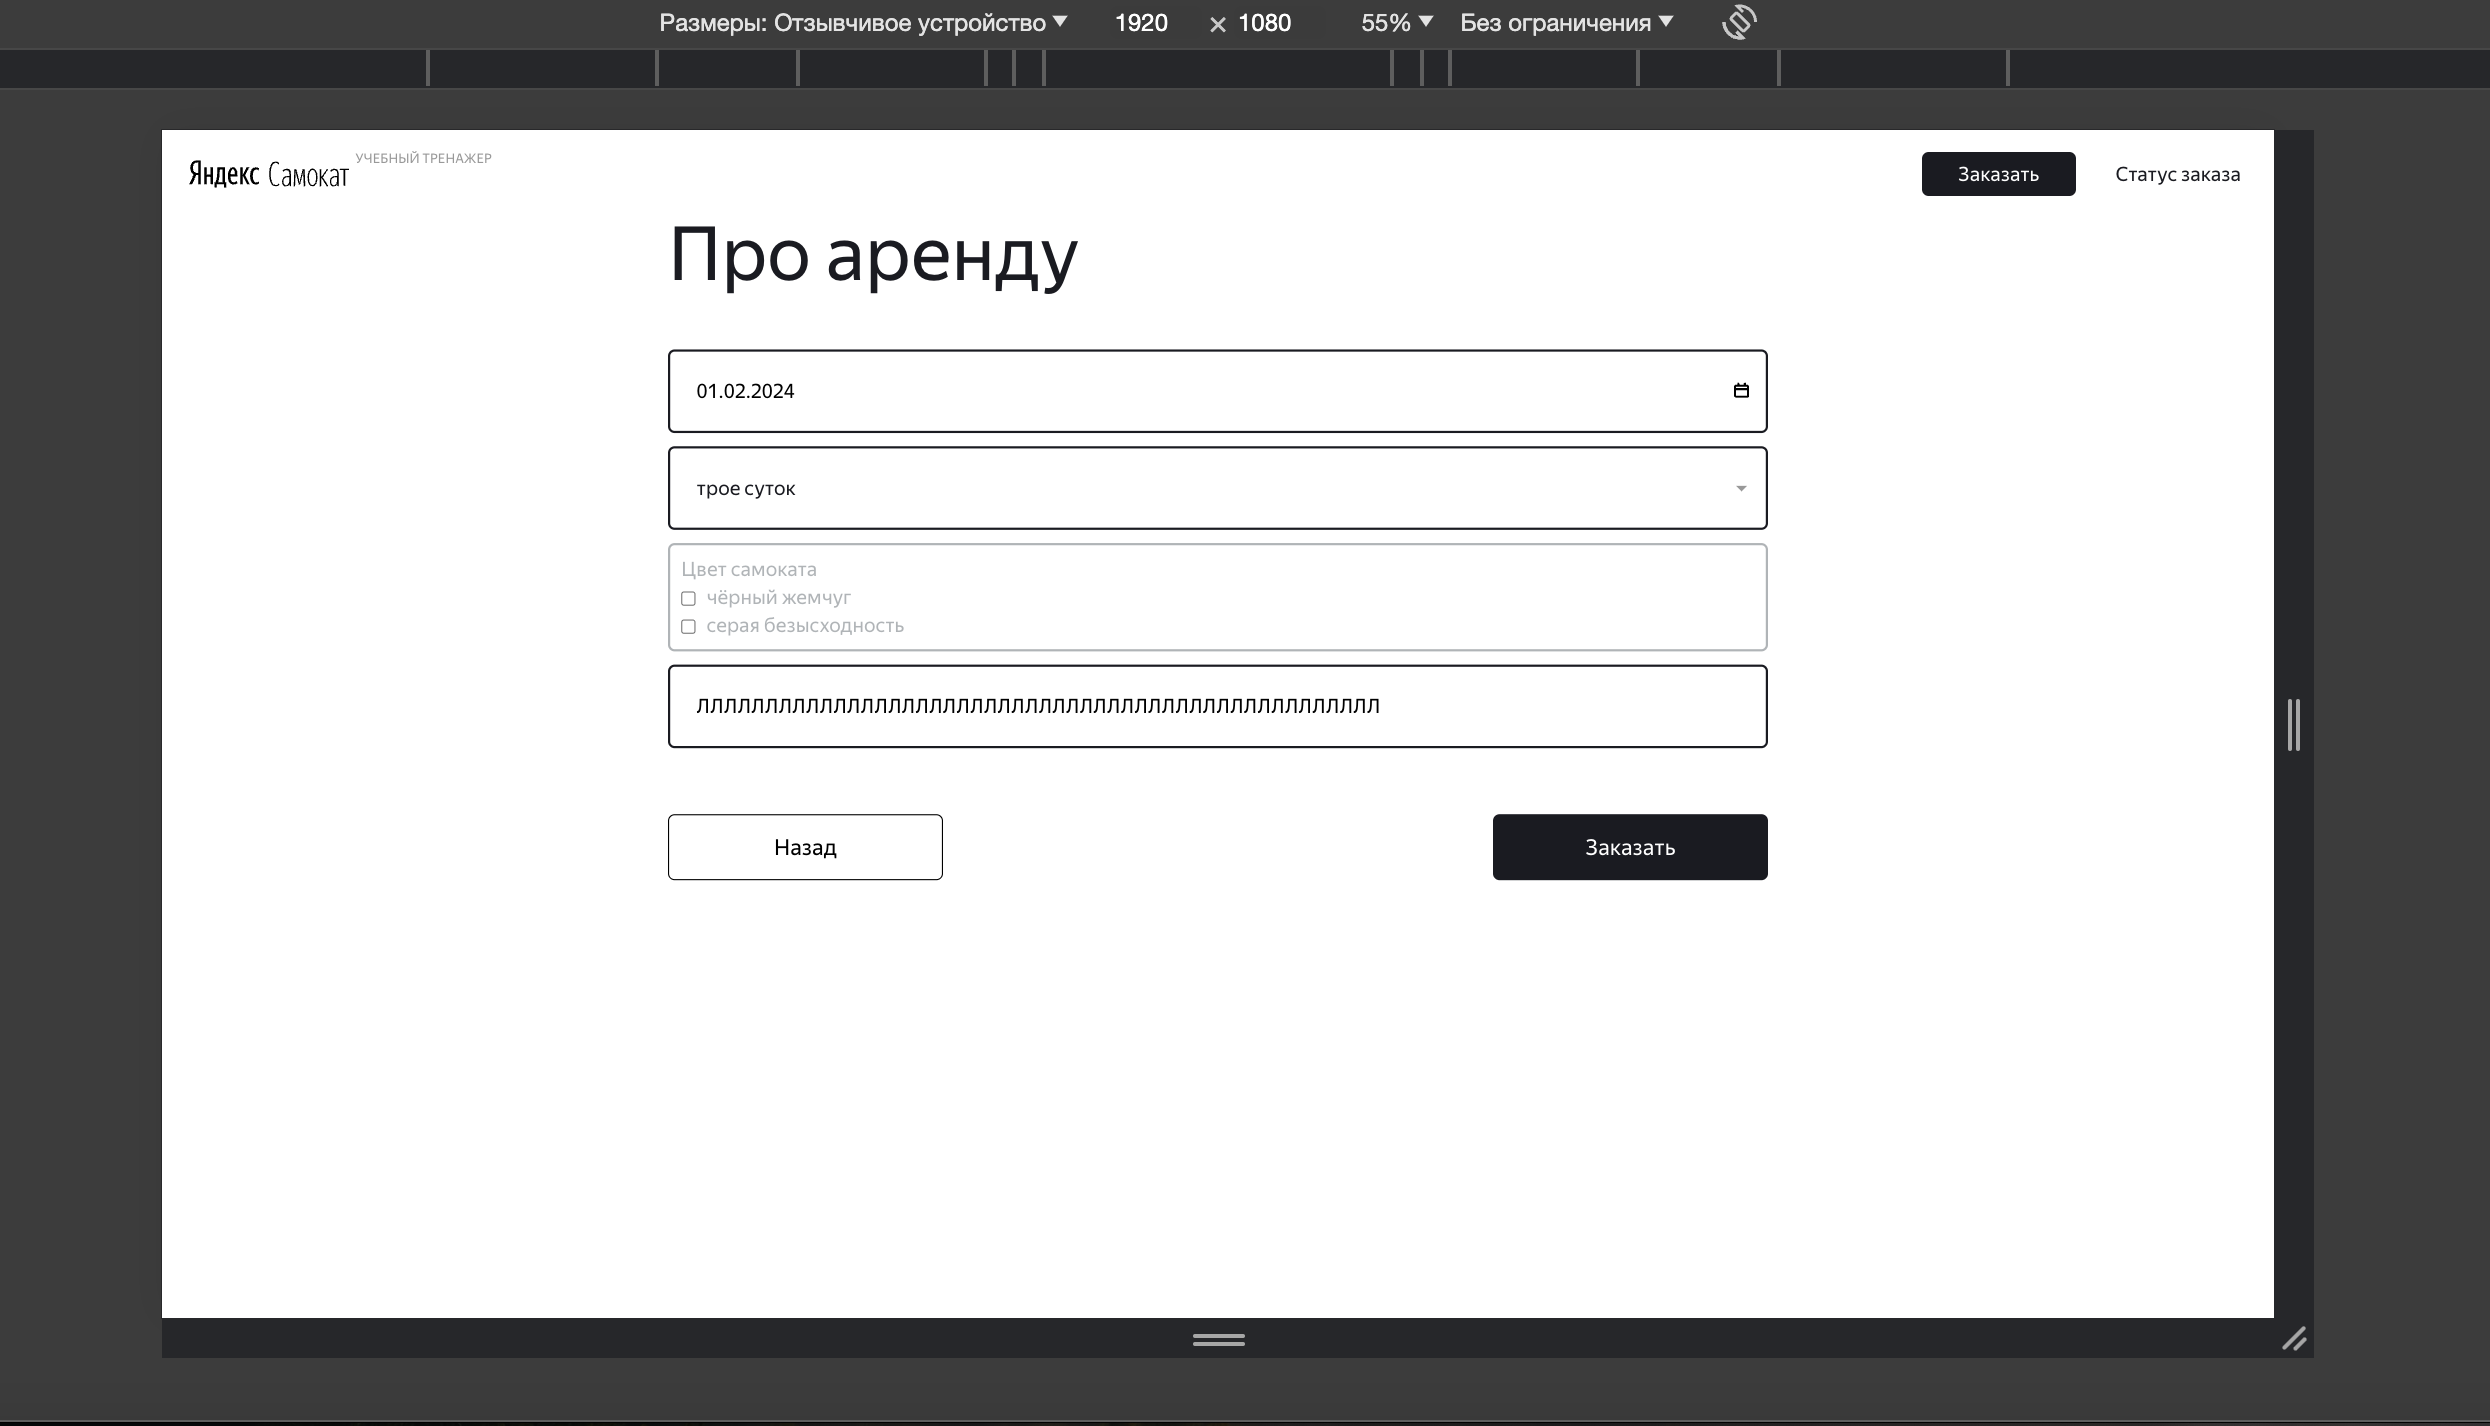 Размеры: Отзывчивое устройство 1920 × 1080 55% Без ограничения
Яндекс Самокат УЧЕБНЫЙ ТРЕНАЖЕР Заказать Статус заказа
Про аренду
01.02.2024
трое суток
Цвет самоката
чёрный жемчуг
серая безысходность
лллллллллллллллллллллллллллллллллллллллллллллллллл
Назад Заказать